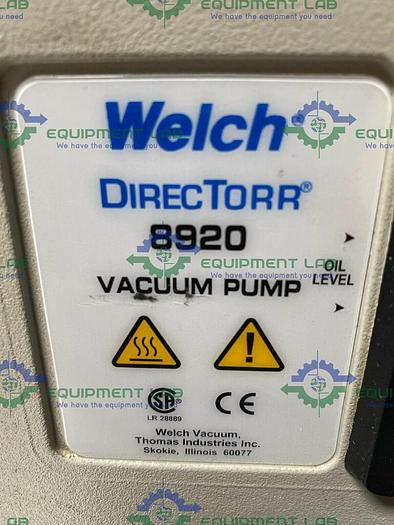 EQUIPMENT LAB
We have the equipment you need
Welch®
DIRECTORR®
8920
VACUUM PUMP
OIL
LEVEL
SA
LR 28889
CE
Welch Vacuum,
Thomas Industries Inc.
Skokie, Illinois 60077